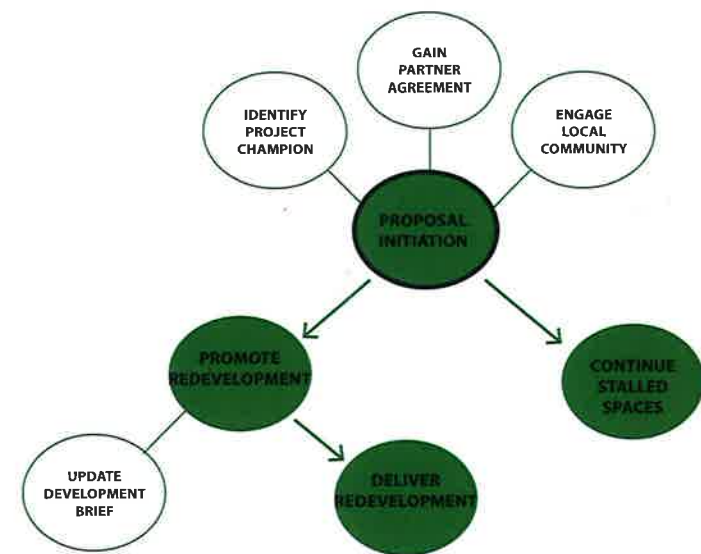 GAIN
PARTNER
AGREEMENT
IDENTIFY
PROJECT
CHAMPION
ENGAGE
LOCAL
COMMUNITY
PROPOSAL
INITIATION
PROMOTE
REDEVELOPMENT
CONTINUE
STALLED
SPACES
UPDATE
DEVELOPMENT
BRIEF
DELIVER
REDEVELOPMENT